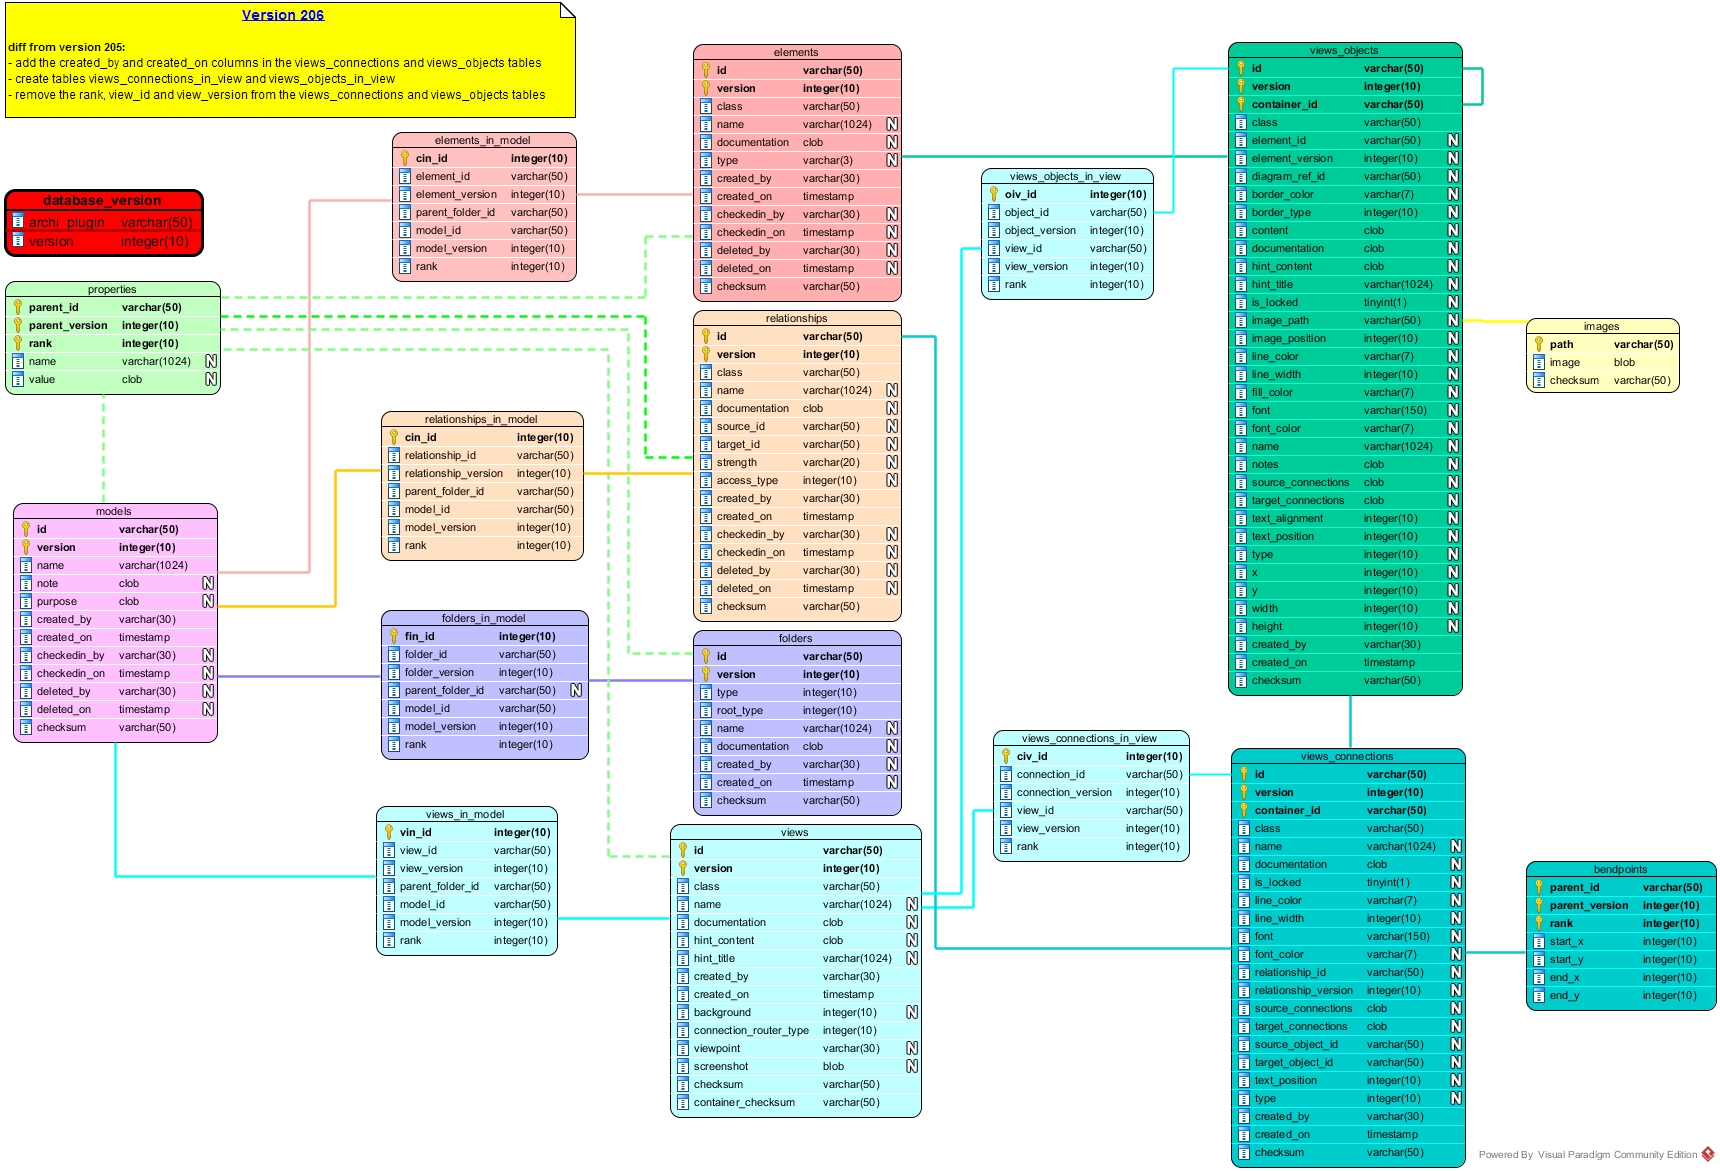 Version 206
diff from version 205:
- add the created_by and created_on columns in the views_connections and views_objects tables
- create tables views_connections_in_view and views_objects_in_view
- remove the rank, view_id and view_version from the views_connections and views_objects tables
database_version
archi_plugin varchar(50)
version integer(10)
properties
parent_id varchar(50)
parent_version integer(10)
rank integer(10)
name varchar(1024) N
value clob N
models
id varchar(50)
version integer(10)
name varchar(1024)
note clob N
purpose clob N
created_by varchar(30)
created_on timestamp
checkedin_by varchar(30) N
checkedin_on timestamp N
deleted_by varchar(30) N
deleted_on timestamp N
checksum varchar(50)
elements_in_model
cin_id integer(10)
element_id varchar(50)
element_version integer(10)
parent_folder_id varchar(50)
model_id varchar(50)
model_version integer(10)
rank integer(10)
relationships_in_model
cin_id integer(10)
relationship_id varchar(50)
relationship_version integer(10)
parent_folder_id varchar(50)
model_id varchar(50)
model_version integer(10)
rank integer(10)
folders_in_model
fin_id integer(10)
folder_id varchar(50)
folder_version integer(10)
parent_folder_id varchar(50) N
model_id varchar(50)
model_version integer(10)
rank integer(10)
views_in_model
vin_id integer(10)
view_id varchar(50)
view_version integer(10)
parent_folder_id varchar(50)
model_id varchar(50)
model_version integer(10)
rank integer(10)
elements
id varchar(50)
version integer(10)
class varchar(50)
name varchar(1024) N
documentation clob N
type varchar(3) N
created_by varchar(30)
created_on timestamp
checkedin_by varchar(30) N
checkedin_on timestamp N
deleted_by varchar(30) N
deleted_on timestamp N
checksum varchar(50)
relationships
id varchar(50)
version integer(10)
class varchar(50)
name varchar(1024) N
documentation clob N
source_id varchar(50) N
target_id varchar(50) N
strength varchar(20) N
access_type integer(10) N
created_by varchar(30)
created_on timestamp
checkedin_by varchar(30) N
checkedin_on timestamp N
deleted_by varchar(30) N
deleted_on timestamp N
checksum varchar(50)
folders
id varchar(50)
version integer(10)
type integer(10)
root_type integer(10)
name varchar(1024) N
documentation clob N
created_by varchar(30) N
created_on timestamp N
checksum varchar(50)
views
id varchar(50)
version integer(10)
class varchar(50)
name varchar(1024) N
documentation clob N
hint_content clob N
hint_title varchar(1024) N
created_by varchar(30)
created_on timestamp
background integer(10) N
connection_router_type integer(10)
viewpoint varchar(30) N
screenshot blob N
checksum varchar(50)
container_checksum varchar(50)
views_objects_in_view
oiv_id integer(10)
object_id varchar(50)
object_version integer(10)
view_id varchar(50)
view_version integer(10)
rank integer(10)
views_connections_in_view
civ_id integer(10)
connection_id varchar(50)
connection_version integer(10)
view_id varchar(50)
view_version integer(10)
rank integer(10)
views_objects
id varchar(50)
version integer(10)
container_id varchar(50)
class varchar(50)
element_id varchar(50) N
element_version integer(10) N
diagram_ref_id varchar(50) N
border_color varchar(7) N
border_type integer(10) N
content clob N
documentation clob N
hint_content clob N
hint_title varchar(1024) N
is_locked tinyint(1) N
image_path varchar(50) N
image_position integer(10) N
line_color varchar(7) N
line_width integer(10) N
fill_color varchar(7) N
font varchar(150) N
font_color varchar(7) N
name varchar(1024) N
notes clob N
source_connections clob N
target_connections clob N
text_alignment integer(10) N
text_position integer(10) N
type integer(10) N
x integer(10) N
y integer(10) N
width integer(10) N
height integer(10) N
created_by varchar(30)
created_on timestamp
checksum varchar(50)
views_connections
id varchar(50)
version integer(10)
container_id varchar(50)
class varchar(50)
name varchar(1024) N
documentation clob N
is_locked tinyint(1) N
line_color varchar(7) N
line_width integer(10) N
font varchar(150) N
font_color varchar(7) N
relationship_id varchar(50) N
relationship_version integer(10) N
source_connections clob N
target_connections clob N
source_object_id varchar(50) N
target_object_id varchar(50) N
text_position integer(10) N
type integer(10) N
created_by varchar(30)
created_on timestamp
checksum varchar(50)
images
path varchar(50)
image blob
checksum varchar(50)
bendpoints
parent_id varchar(50)
parent_version integer(10)
rank integer(10)
start_x integer(10)
start_y integer(10)
end_x integer(10)
end_y integer(10)
Powered By Visual Paradigm Community Edition